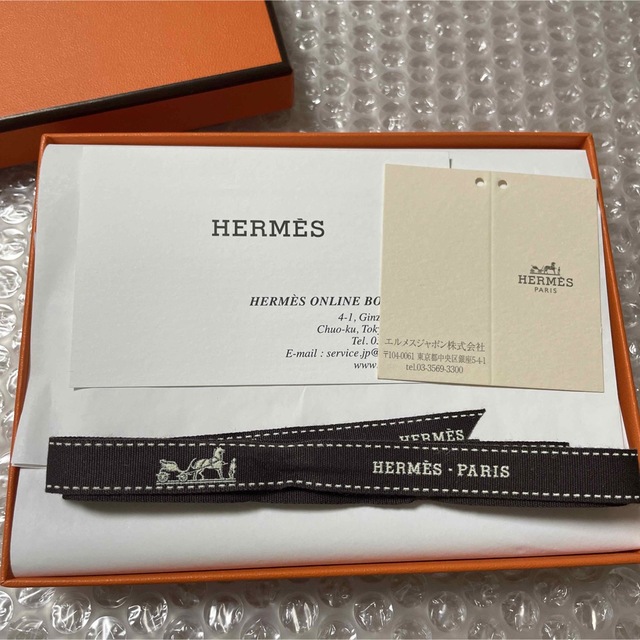 HERMÈS
HERMÈS ONLINE
4-1, Ginz
Chuo-ku, Tok
Tel. 03
E-mail : service.jp@
www.
HERMÈS
PARIS
エルメスジャポン株式会社
〒104-0061 東京都中央区銀座5-4-1
tel.03-3569-3300
HERMÈS
HERMÈS - PARIS